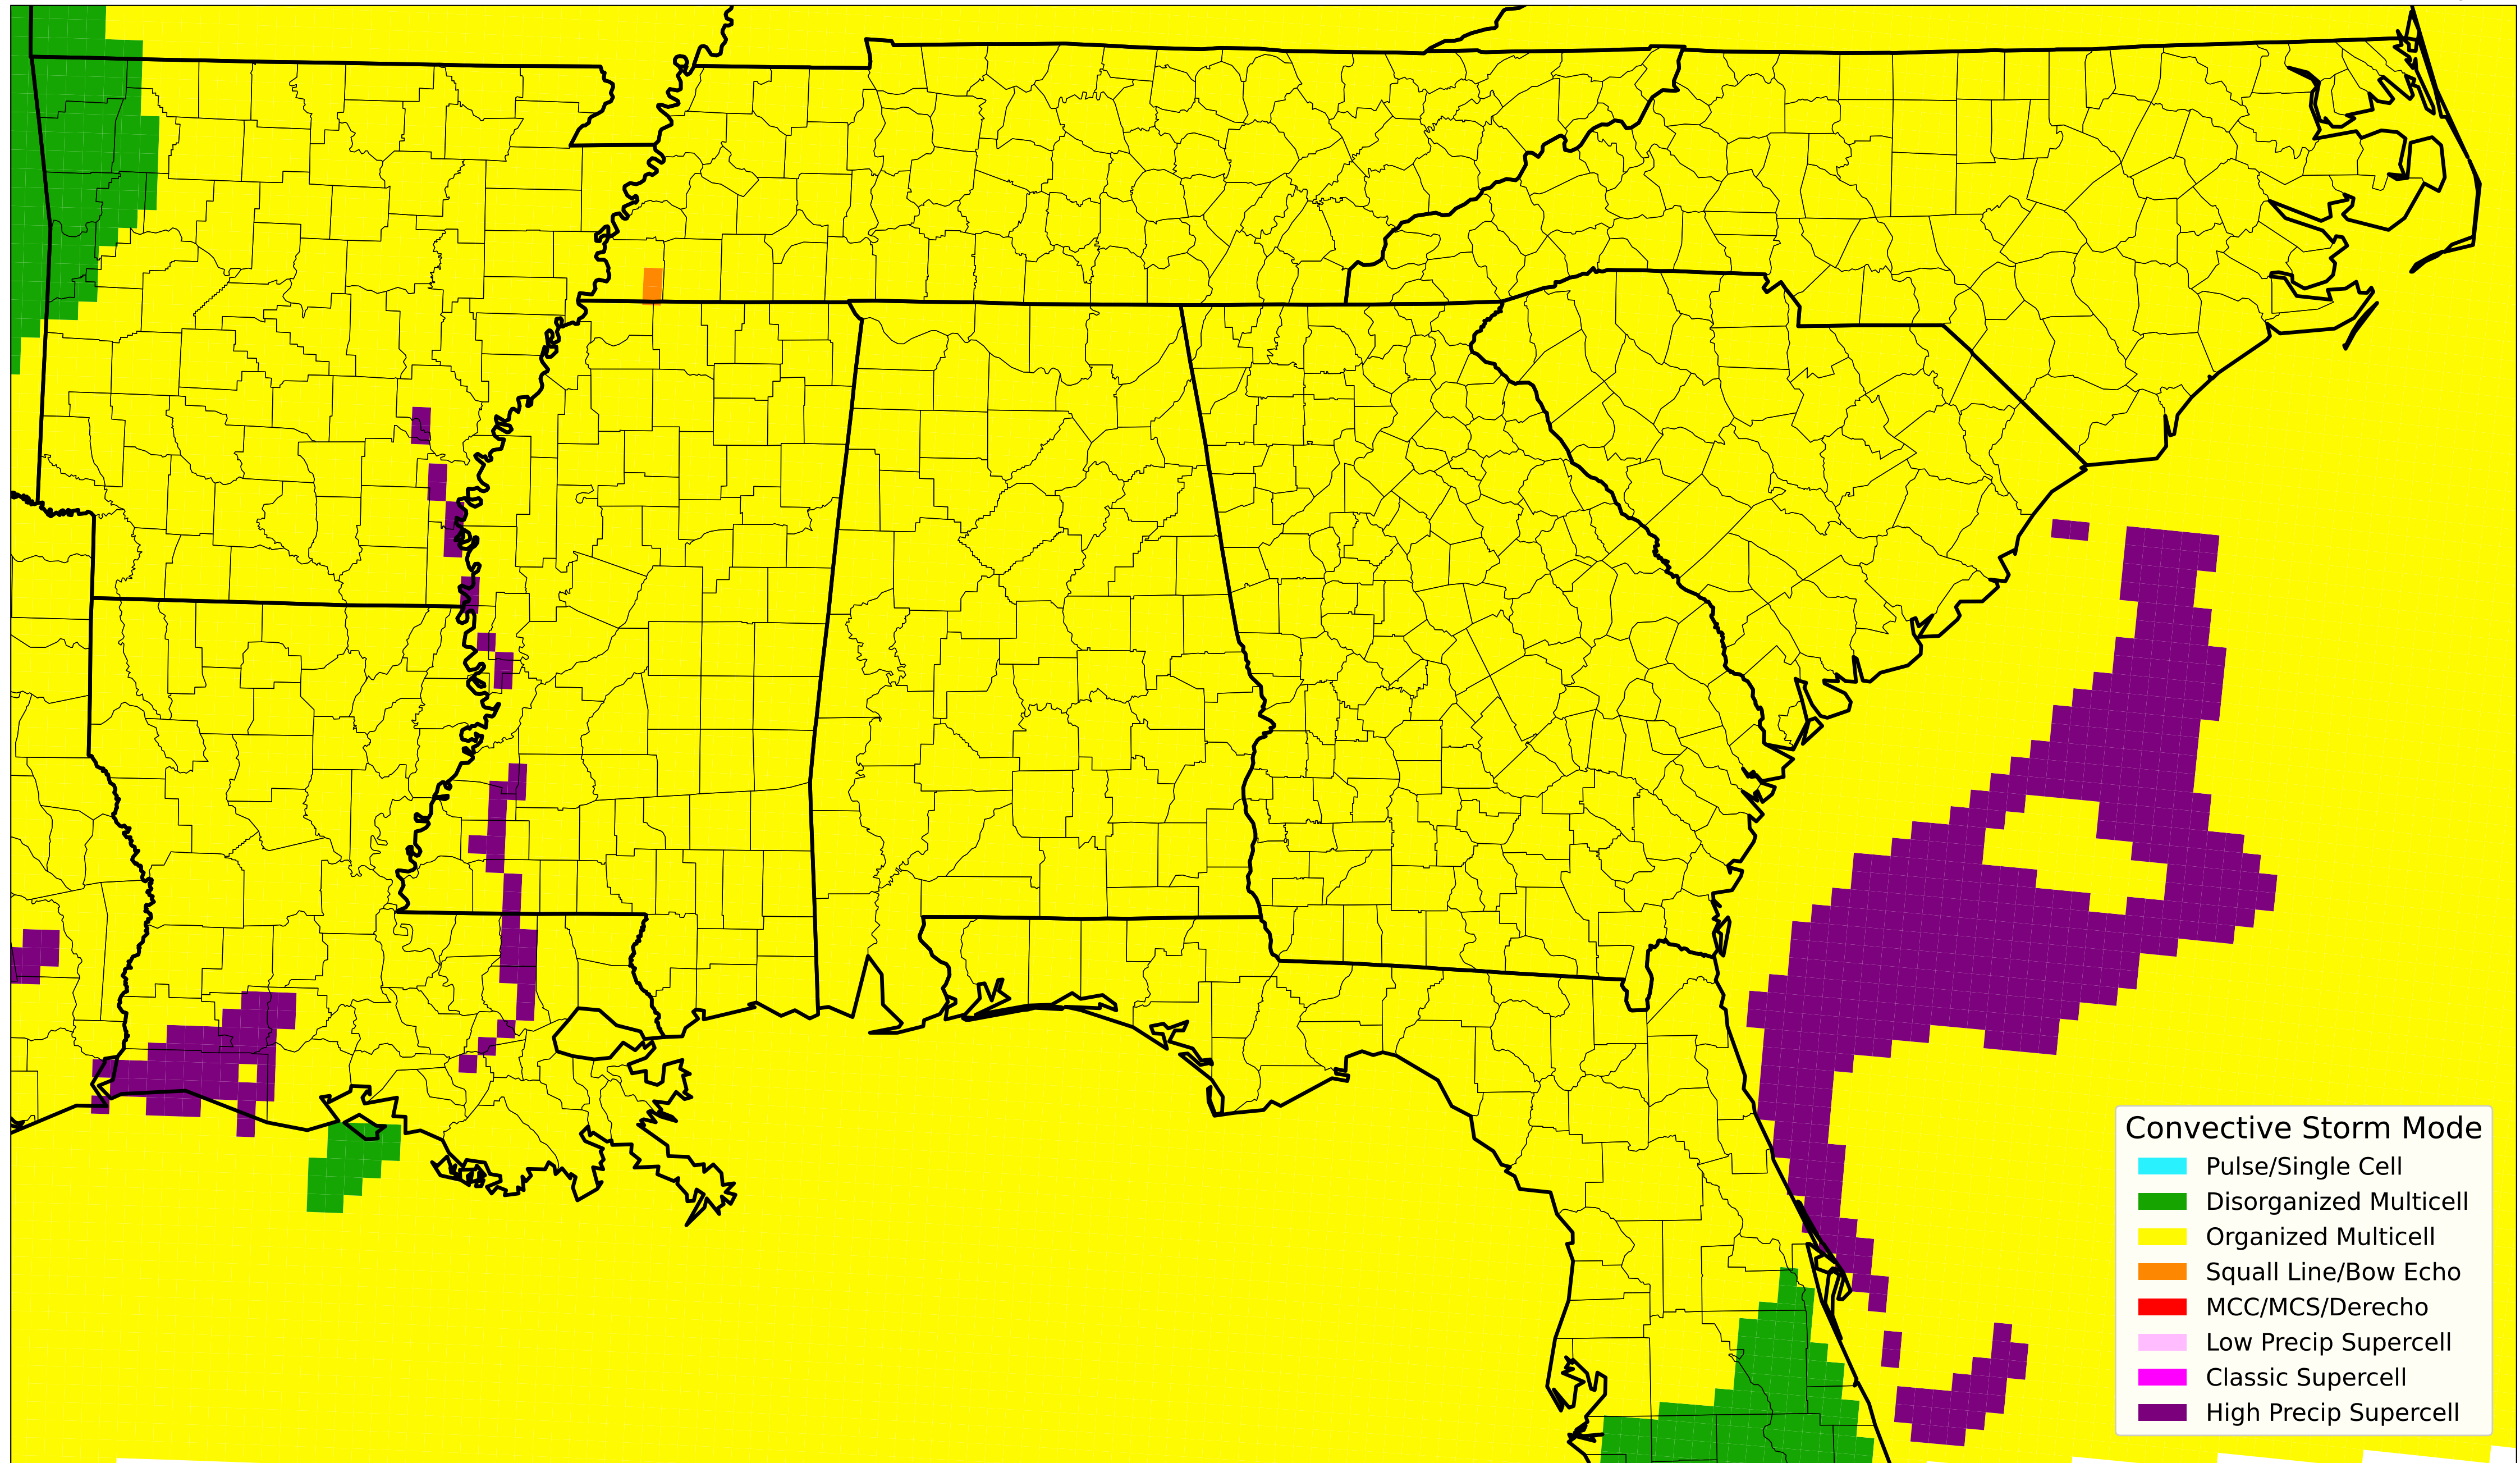 Convective Storm Mode
Pulse/Single Cell
Disorganized Multicell
Organized Multicell
Squall Line/Bow Echo
MCC/MCS/Derecho
Low Precip Supercell
Classic Supercell
High Precip Supercell